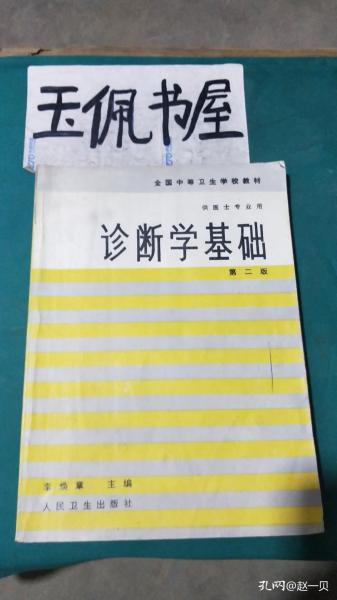 玉佩书屋
全国中等卫生学校教材
供医士专业用
诊断学基础
第二版
李焕章 主编
人民卫生出版社
孔网@赵一贝